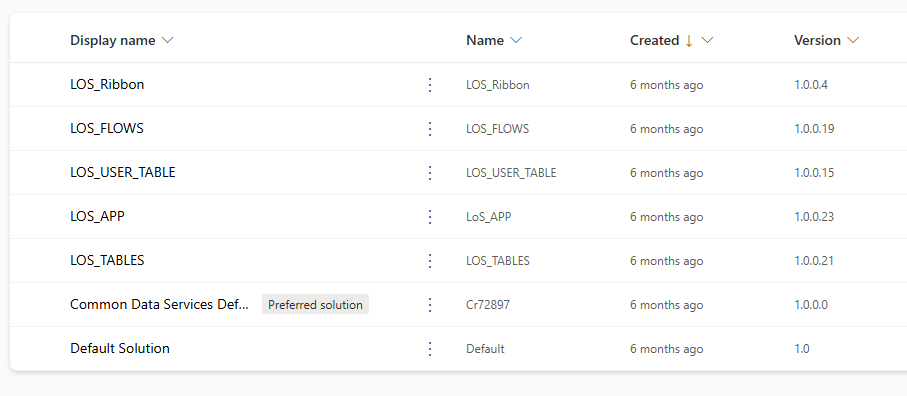 Display name Name Created Version
LOS_Ribbon LOS_Ribbon 6 months ago 1.0.0.4
LOS_FLOWS LOS_FLOWS 6 months ago 1.0.0.19
LOS_USER_TABLE LOS_USER_TABLE 6 months ago 1.0.0.15
LOS_APP LoS_APP 6 months ago 1.0.0.23
LOS_TABLES LOS_TABLES 6 months ago 1.0.0.21
Common Data Services Def... Preferred solution Cr72897 6 months ago 1.0.0.0
Default Solution Default 6 months ago 1.0